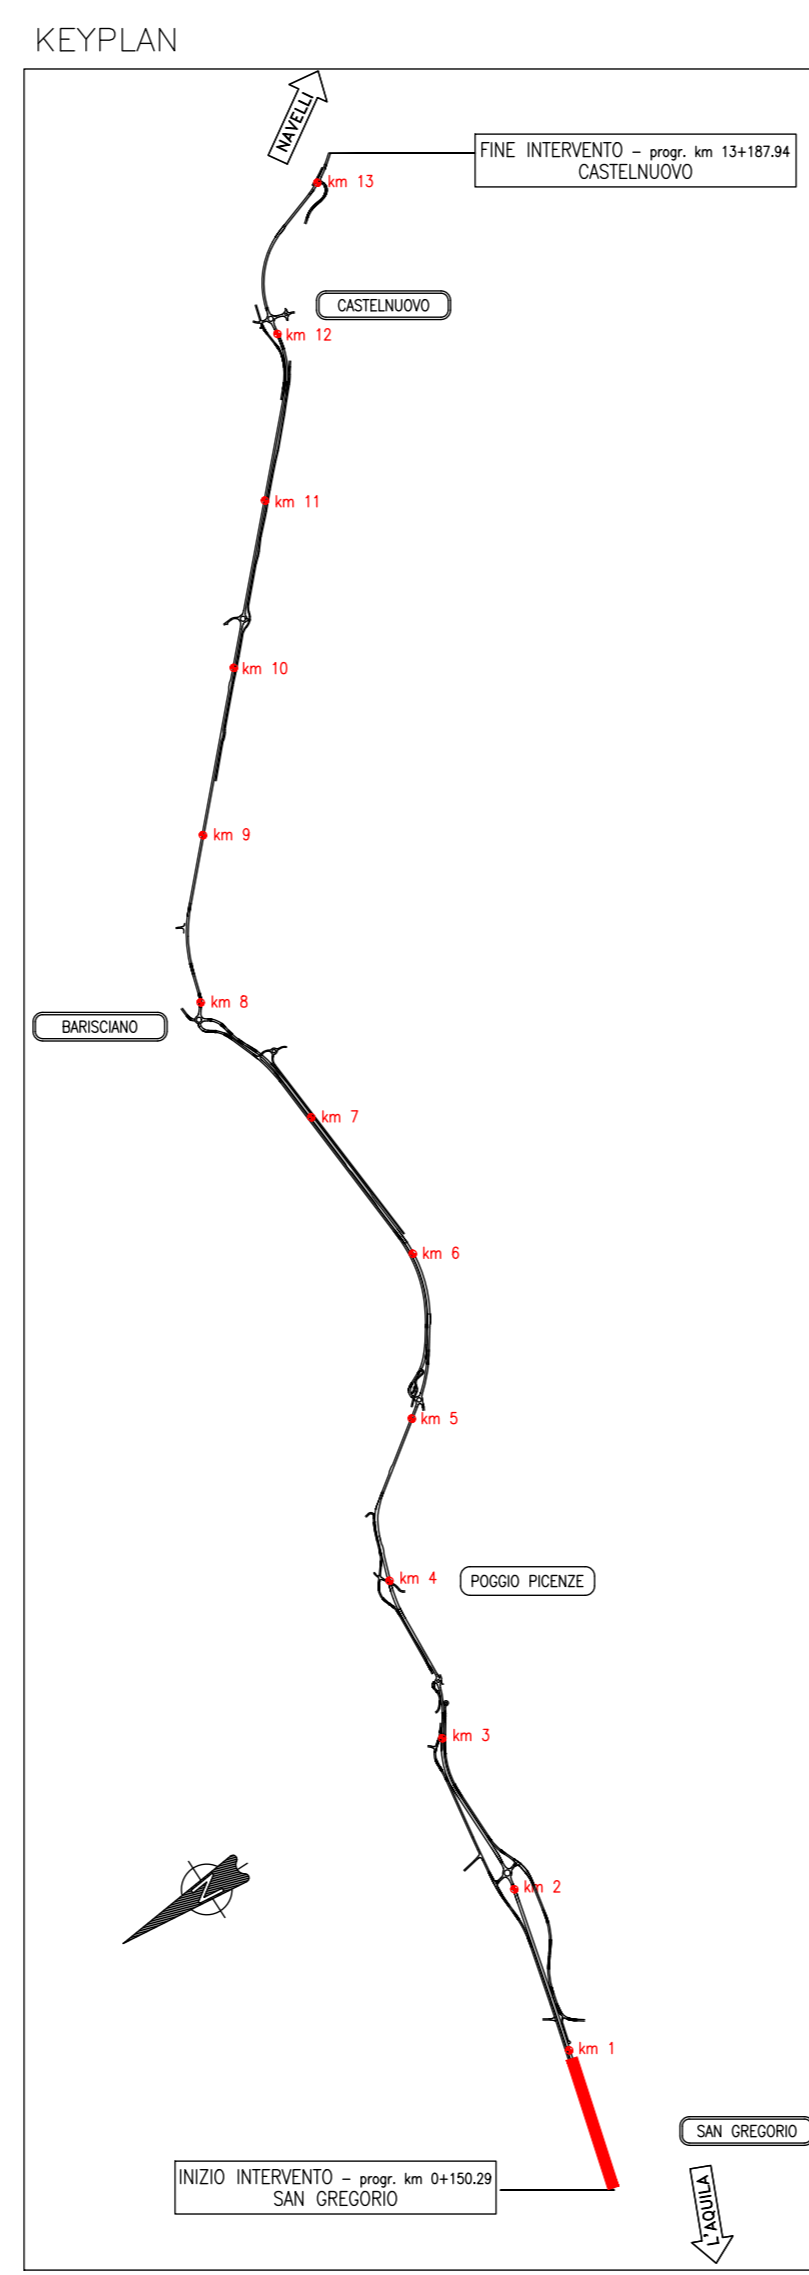 KEYPLAN
NAVELLI
FINE INTERVENTO – progr. km 13+187.94
CASTELNUOVO
km 13
CASTELNUOVO
km 12
km 11
km 10
km 9
km 8
BARISCIANO
km 7
km 6
km 5
km 4
POGGIO PICENZE
km 3
km 2
km 1
SAN GREGORIO
INIZIO INTERVENTO – progr. km 0+150.29
SAN GREGORIO
L'AQUILA